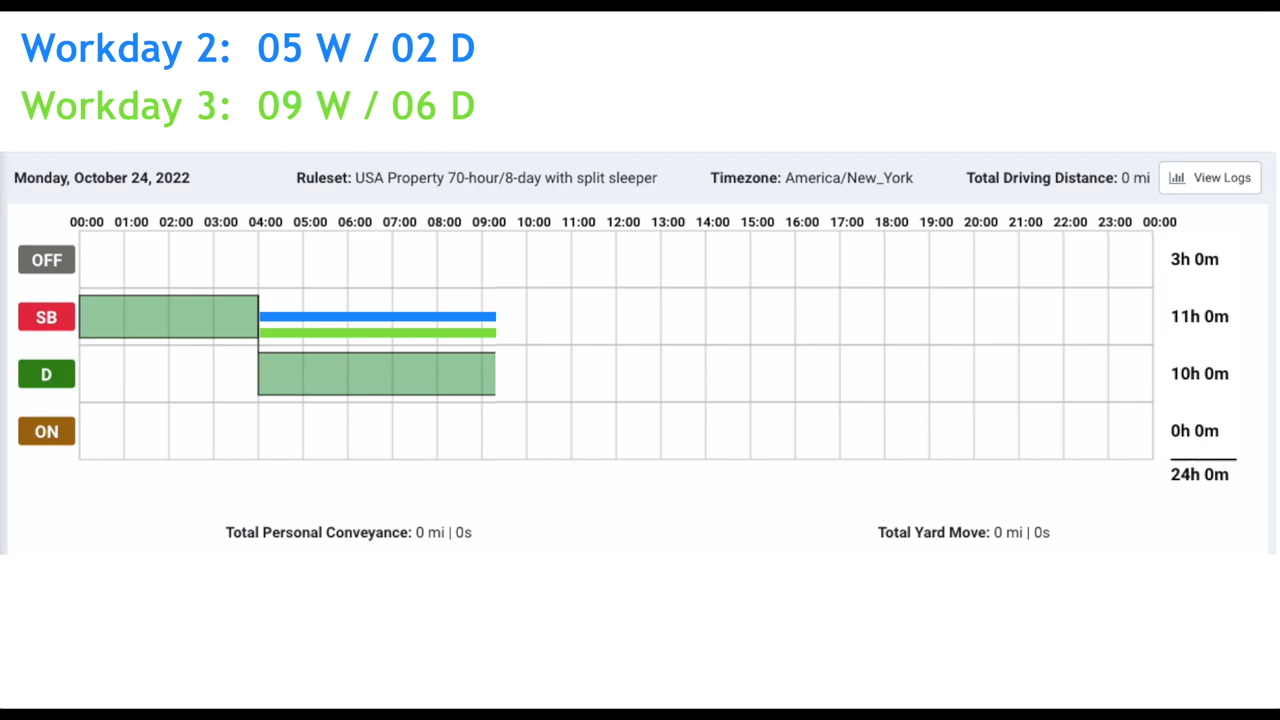 Workday 2: 05 W / 02 D
Workday 3: 09 W / 06 D
Monday, October 24, 2022 Ruleset: USA Property 70-hour/8-day with split sleeper Timezone: America/New_York Total Driving Distance: 0 mi View Logs
00:00 01:00 02:00 03:00 04:00 05:00 06:00 07:00 08:00 09:00 10:00 11:00 12:00 13:00 14:00 15:00 16:00 17:00 18:00 19:00 20:00 21:00 22:00 23:00 00:00
OFF 3h 0m
SB 11h 0m
D 10h 0m
ON 0h 0m
24h 0m
Total Personal Conveyance: 0 mi | 0s Total Yard Move: 0 mi | 0s